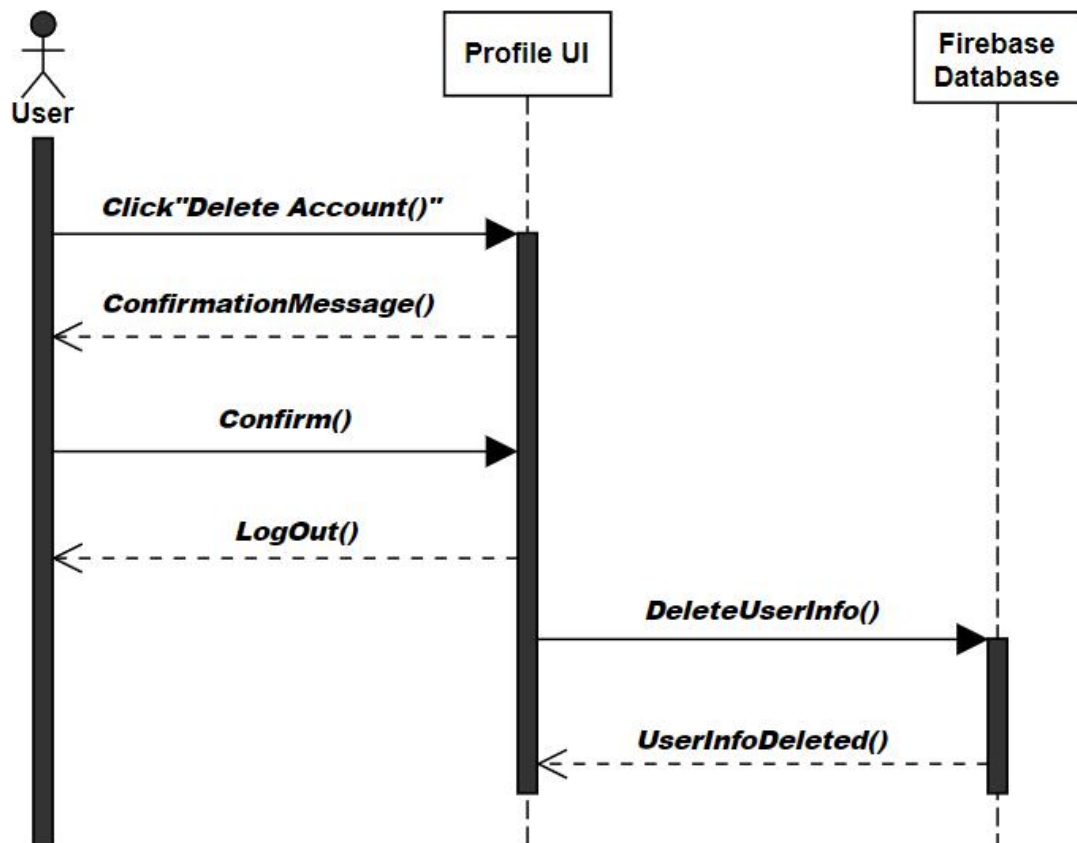 Profile UI
Firebase
Database
User
Click"Delete Account()"
ConfirmationMessage()
Confirm()
LogOut()
DeleteUserInfo()
UserInfoDeleted()